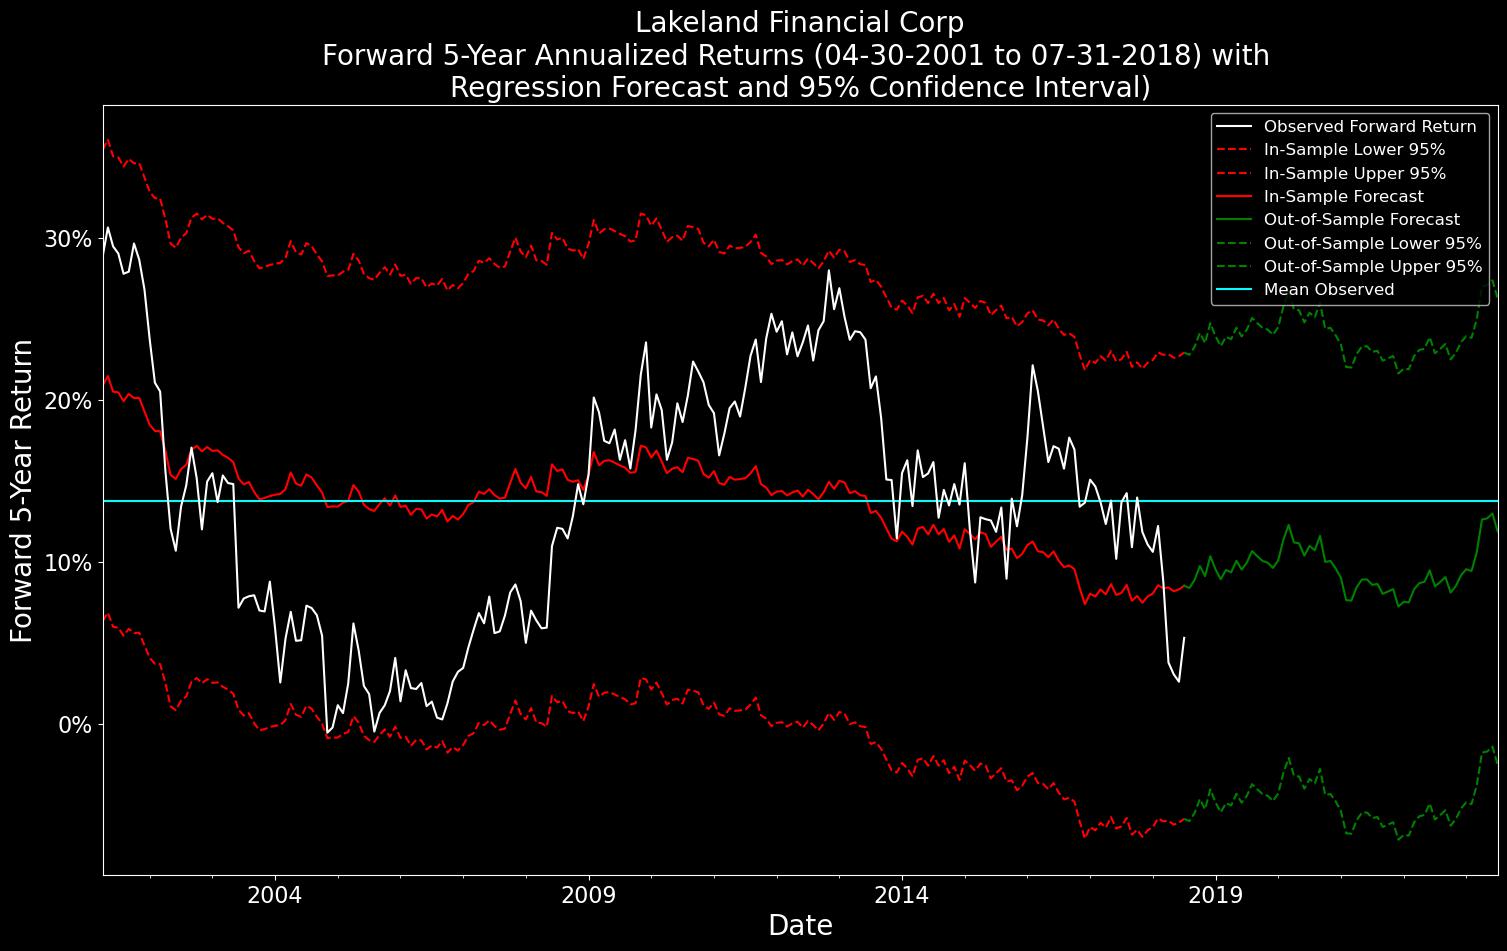 Lakeland Financial Corp
Forward 5-Year Annualized Returns (04-30-2001 to 07-31-2018) with
Regression Forecast and 95% Confidence Interval)
Observed Forward Return
In-Sample Lower 95%
In-Sample Upper 95%
In-Sample Forecast
Out-of-Sample Forecast
Out-of-Sample Lower 95%
Out-of-Sample Upper 95%
Mean Observed
Forward 5-Year Return
30%
20%
10%
0%
2004
2009
2014
2019
Date